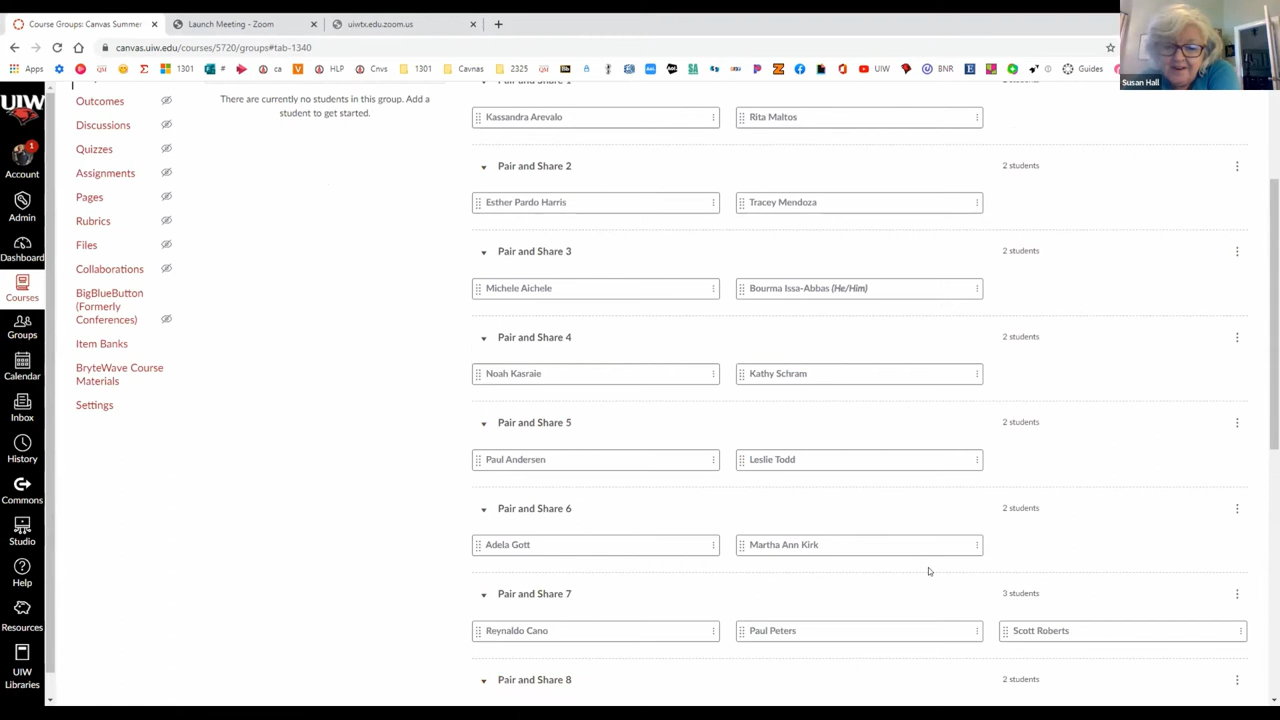 Course Groups: Canvas Summer
Launch Meeting - Zoom
uiwtx.edu.zoom.us
canvas.uiw.edu/courses/5720/groups#tab-1340
Apps
1301
HLP
Cnvs
1301
Cavnas
2325
UIW
BNR
Guides
Susan Hall
UIW
1
Account
Admin
Dashboard
Courses
Groups
Calendar
Inbox
History
Commons
Studio
Help
Resources
UIW
Libraries
Outcomes
Discussions
Quizzes
Assignments
Pages
Rubrics
Files
Collaborations
BigBlueButton
(Formerly
Conferences)
Item Banks
BryteWave Course
Materials
Settings
There are currently no students in this group. Add a
student to get started.
Pair and Share 1
Kassandra Arevalo
Rita Maltos
Pair and Share 2
2 students
Esther Pardo Harris
Tracey Mendoza
Pair and Share 3
2 students
Michele Aichele
Bourma Issa-Abbas (He/Him)
Pair and Share 4
2 students
Noah Kasraie
Kathy Schram
Pair and Share 5
2 students
Paul Andersen
Leslie Todd
Pair and Share 6
2 students
Adela Gott
Martha Ann Kirk
Pair and Share 7
3 students
Reynaldo Cano
Paul Peters
Scott Roberts
Pair and Share 8
2 students